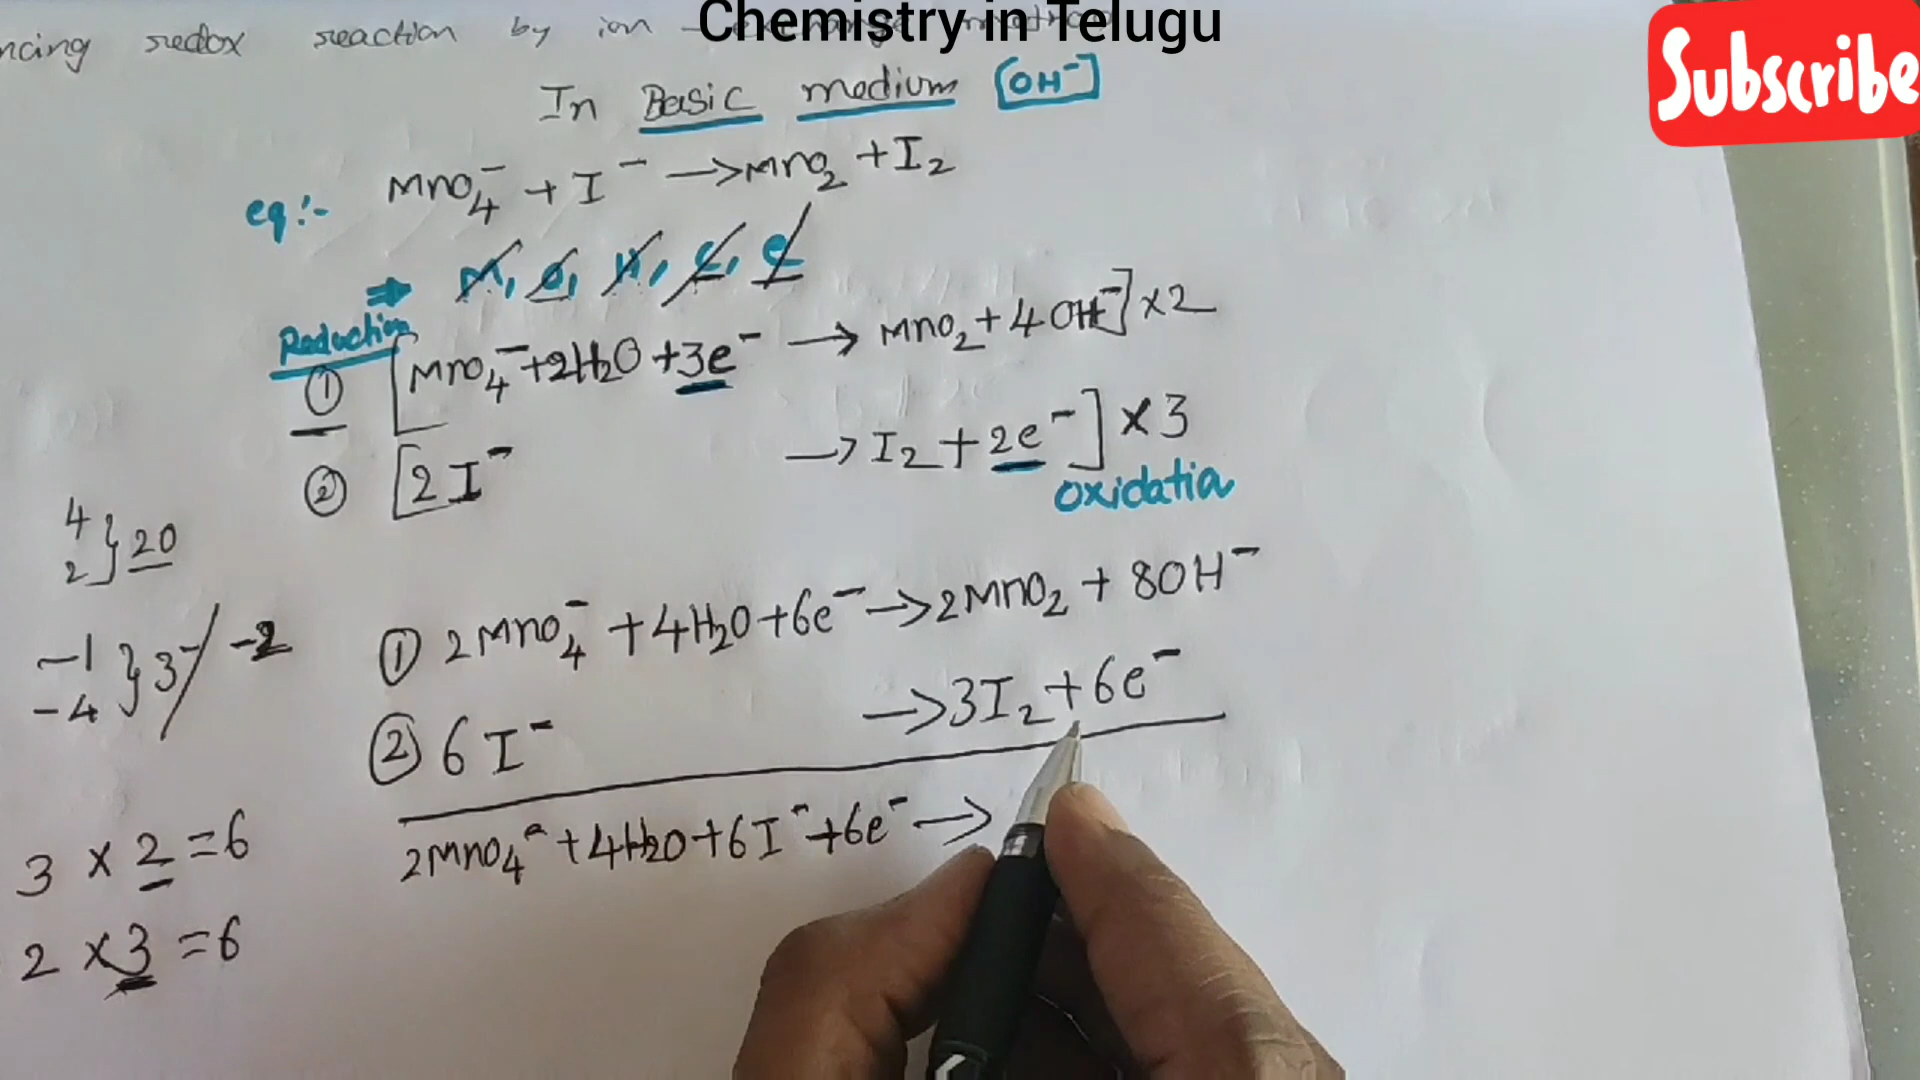 Chemistry in Telugu
Subscribe
ncing redox reaction by ion
In Basic medium [OH⁻]
eg:- MnO₄⁻ + I⁻ → MnO₂ + I₂
⇒ M, O, H, C, e
Reduction
① [MnO₄⁻ + 2H₂O + 3e⁻ → MnO₂ + 4OH⁻] × 2
② [2I⁻ → I₂ + 2e⁻] × 3
oxidatia
4
2 } 20
-1
-4 } 3⁻/ -2
① 2MnO₄⁻ + 4H₂O + 6e⁻ → 2MnO₂ + 8OH⁻
② 6I⁻ → 3I₂ + 6e⁻
2MnO₄⁻ + 4H₂O + 6I⁻ + 6e⁻ →
3 × 2 = 6
2 × 3 = 6